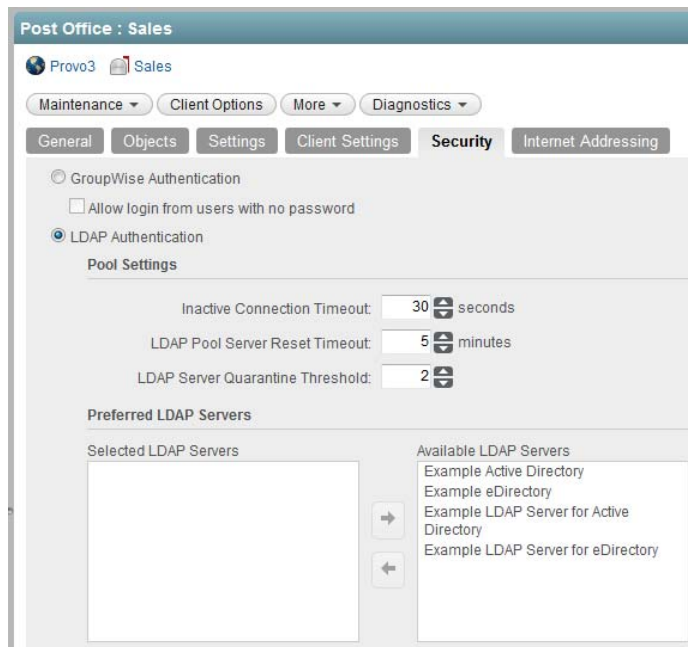 Post Office : Sales
Provo3 Sales
Maintenance Client Options More Diagnostics
General Objects Settings Client Settings Security Internet Addressing
GroupWise Authentication
Allow login from users with no password
LDAP Authentication
Pool Settings
Inactive Connection Timeout: 30 seconds
LDAP Pool Server Reset Timeout: 5 minutes
LDAP Server Quarantine Threshold: 2
Preferred LDAP Servers
Selected LDAP Servers
Available LDAP Servers
Example Active Directory
Example eDirectory
Example LDAP Server for Active
Directory
Example LDAP Server for eDirectory